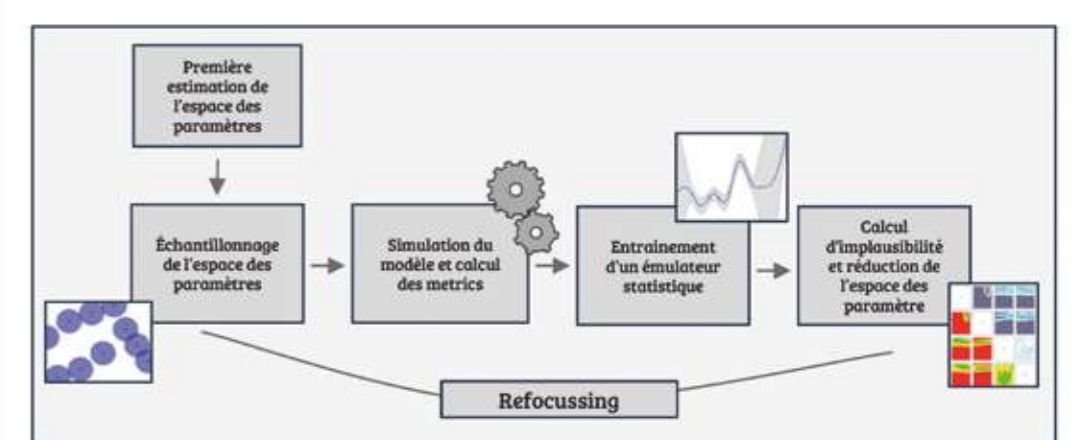 Première
estimation de
l'espace des
paramètres
Échantillonnage
de l'espace des
paramètres
Simulation du
modèle et calcul
des metrics
Entrainement
d'un émulateur
statistique
Calcul
d'implausibilité
et réduction de
l'espace des
paramètre
Refocussing